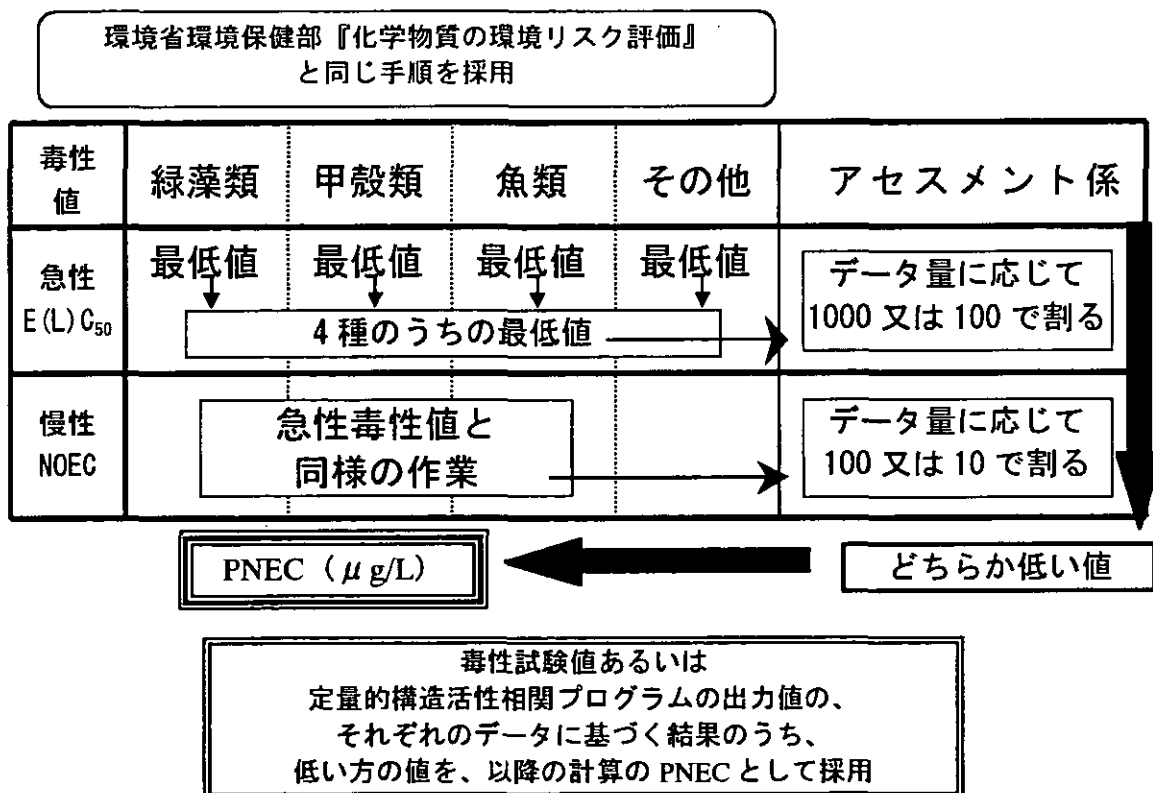 環境省環境保健部『化学物質の環境リスク評価』
と同じ手順を採用
毒性
値
緑藻類
甲殻類
魚類
その他
アセスメント係
急性
E(L)C₅₀
最低値
最低値
最低値
最低値
4種のうちの最低値
データ量に応じて
1000又は100で割る
慢性
NOEC
急性毒性値と
同様の作業
データ量に応じて
100又は10で割る
PNEC（μg/L）
どちらか低い値
毒性試験値あるいは
定量的構造活性相関プログラムの出力値の、
それぞれのデータに基づく結果のうち、
低い方の値を、以降の計算のPNECとして採用